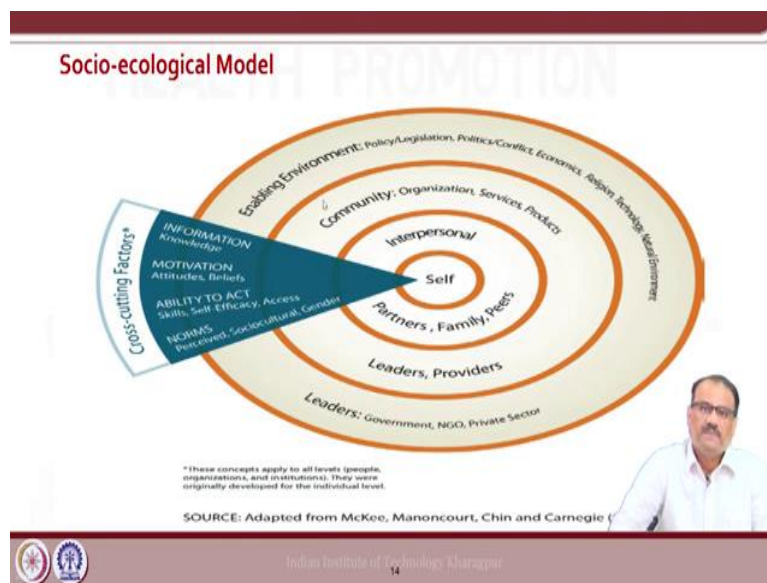 HEALTH PROMOTION
Socio-ecological Model
Enabling Environment: Policy/Legislation, Politics/Conflict, Economics, Religion, Technology, Natural Environment
Community: Organization, Services, Products
Interpersonal
Self
Partners, Family, Peers
Leaders, Providers
Leaders: Government, NGO, Private Sector
Cross-cutting Factors*
INFORMATION
Knowledge
MOTIVATION
Attitudes, Beliefs
ABILITY TO ACT
Skills, Self-Efficacy, Access
NORMS
Perceived, Sociocultural, Gender
*These concepts apply to all levels (people,
organizations, and institutions). They were
originally developed for the individual level.
SOURCE: Adapted from McKee, Manoncourt, Chin and Carnegie (
Indian Institute of Technology Kharagpur
14